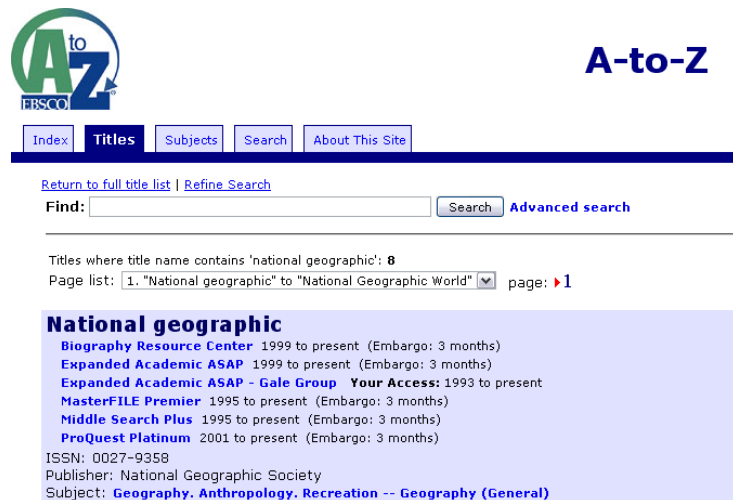 A to Z
EBSCO
A-to-Z
Index Titles Subjects Search About This Site
Return to full title list | Refine Search
Find: Search Advanced search
Titles where title name contains 'national geographic': 8
Page list: 1. "National geographic" to "National Geographic World" page: 1
National geographic
Biography Resource Center 1999 to present (Embargo: 3 months)
Expanded Academic ASAP 1999 to present (Embargo: 3 months)
Expanded Academic ASAP - Gale Group Your Access: 1993 to present
MasterFILE Premier 1995 to present (Embargo: 3 months)
Middle Search Plus 1995 to present (Embargo: 3 months)
ProQuest Platinum 2001 to present (Embargo: 3 months)
ISSN: 0027-9358
Publisher: National Geographic Society
Subject: Geography. Anthropology. Recreation -- Geography (General)